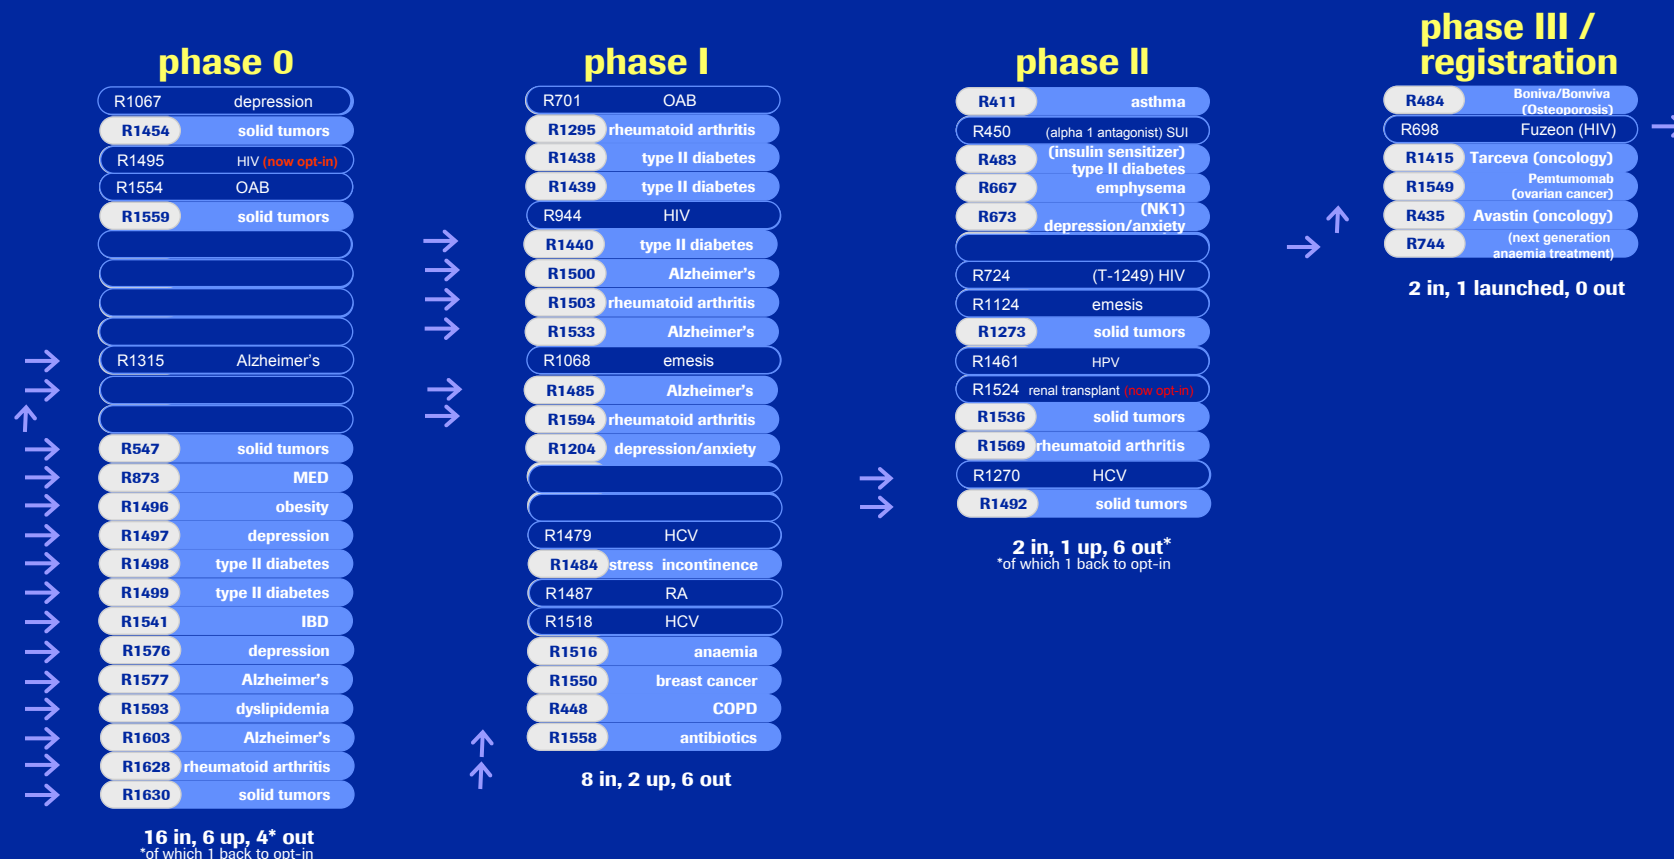 phase 0
R1067 depression
R1454 solid tumors
R1495 HIV (now opt-in)
R1554 OAB
R1559 solid tumors
R1315 Alzheimer's
R547 solid tumors
R873 MED
R1496 obesity
R1497 depression
R1498 type II diabetes
R1499 type II diabetes
R1541 IBD
R1576 depression
R1577 Alzheimer's
R1593 dyslipidemia
R1603 Alzheimer's
R1628 rheumatoid arthritis
R1630 solid tumors
16 in, 6 up, 4* out
*of which 1 back to opt-in
phase I
R701 OAB
R1295 rheumatoid arthritis
R1438 type II diabetes
R1439 type II diabetes
R944 HIV
R1440 type II diabetes
R1500 Alzheimer's
R1503 rheumatoid arthritis
R1533 Alzheimer's
R1068 emesis
R1485 Alzheimer's
R1594 rheumatoid arthritis
R1204 depression/anxiety
R1479 HCV
R1484 stress incontinence
R1487 RA
R1518 HCV
R1516 anaemia
R1550 breast cancer
R448 COPD
R1558 antibiotics
8 in, 2 up, 6 out
phase II
R411 asthma
R450 (alpha 1 antagonist) SUI
R483 (insulin sensitizer)
type II diabetes
R667 emphysema
R673 (NK1)
depression/anxiety
R724 (T-1249) HIV
R1124 emesis
R1273 solid tumors
R1461 HPV
R1524 renal transplant (now opt-in)
R1536 solid tumors
R1569 rheumatoid arthritis
R1270 HCV
R1492 solid tumors
2 in, 1 up, 6 out*
*of which 1 back to opt-in
phase III /
registration
R484 Boniva/Bonviva
(Osteoporosis)
R698 Fuzeon (HIV)
R1415 Tarceva (oncology)
R1549 Pemtumomab
(ovarian cancer)
R435 Avastin (oncology)
R744 (next generation
anaemia treatment)
2 in, 1 launched, 0 out